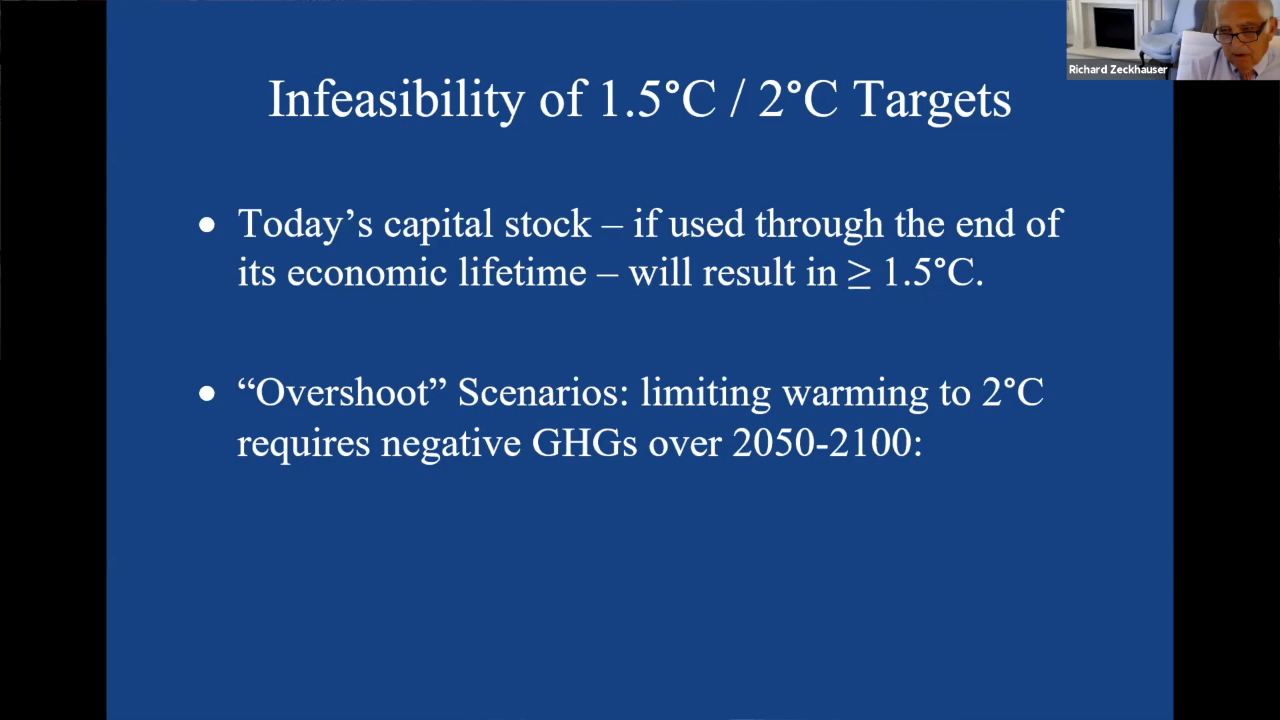 Richard Zeckhauser
Infeasibility of 1.5°C / 2°C Targets
• Today’s capital stock – if used through the end of
its economic lifetime – will result in ≥ 1.5°C.
• “Overshoot” Scenarios: limiting warming to 2°C
requires negative GHGs over 2050-2100: